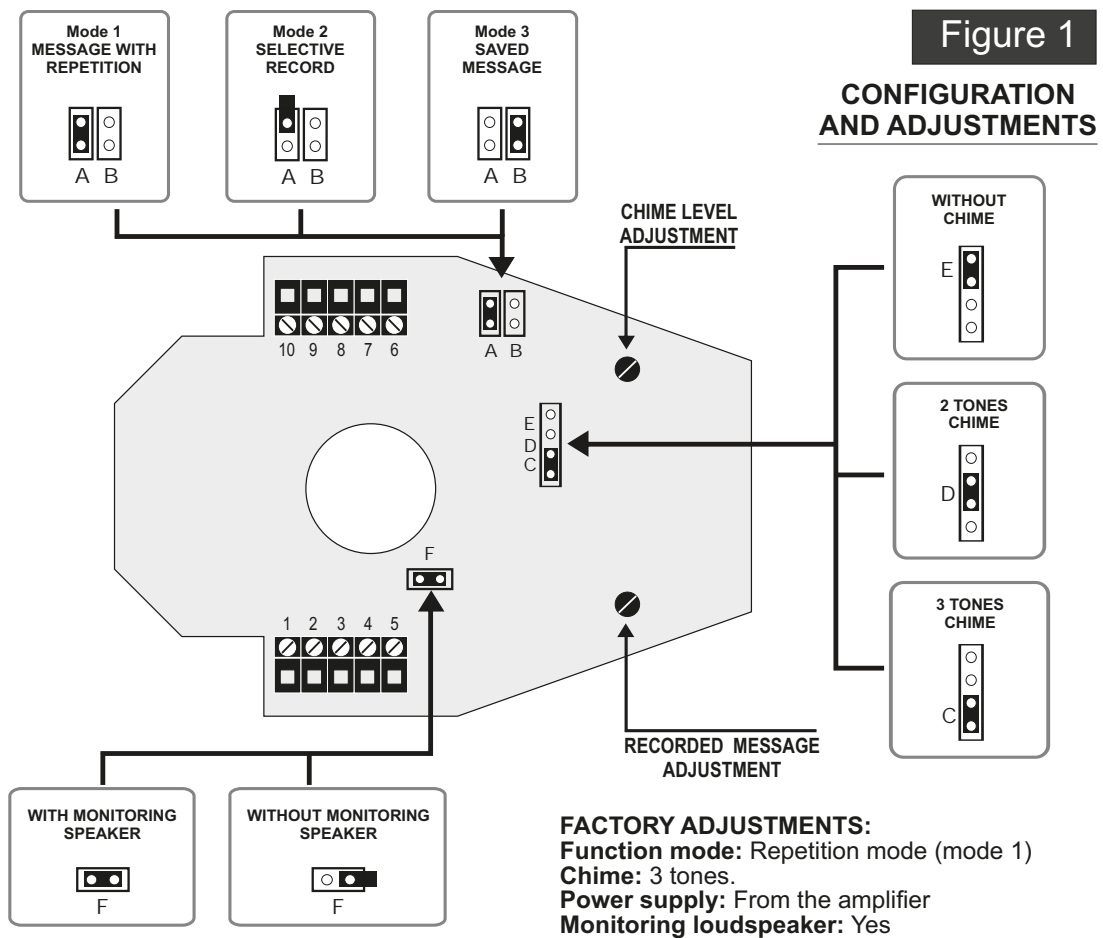 Mode 1
MESSAGE WITH
REPETITION
A B
Mode 2
SELECTIVE
RECORD
A B
Mode 3
SAVED
MESSAGE
A B
Figure 1
CONFIGURATION
AND ADJUSTMENTS
CHIME LEVEL
ADJUSTMENT
WITHOUT
CHIME
E
10 9 8 7 6
A B
E
D
C
2 TONES
CHIME
D
F
1 2 3 4 5
3 TONES
CHIME
C
RECORDED MESSAGE
ADJUSTMENT
WITH MONITORING
SPEAKER
F
WITHOUT MONITORING
SPEAKER
F
FACTORY ADJUSTMENTS:
Function mode: Repetition mode (mode 1)
Chime: 3 tones.
Power supply: From the amplifier
Monitoring loudspeaker: Yes